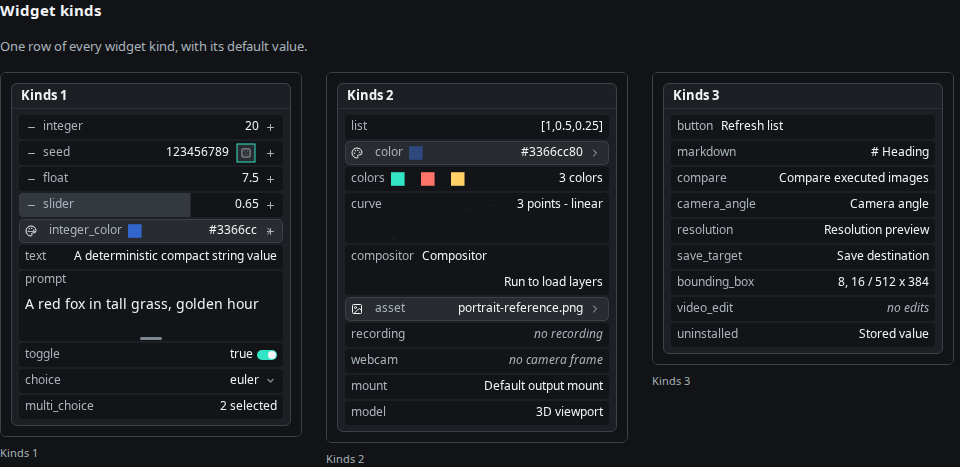 Widget kinds
One row of every widget kind, with its default value.
Kinds 1
− integer 20 +
− seed 123456789 +
− float 7.5 +
− slider 0.65 +
integer_color #3366cc +
text A deterministic compact string value
prompt
A red fox in tall grass, golden hour
toggle true
choice euler
multi_choice 2 selected
Kinds 1
Kinds 2
list [1,0.5,0.25]
color #3366cc80
colors 3 colors
curve 3 points - linear
compositor Compositor
Run to load layers
asset portrait-reference.png
recording no recording
webcam no camera frame
mount Default output mount
model 3D viewport
Kinds 2
Kinds 3
button Refresh list
markdown # Heading
compare Compare executed images
camera_angle Camera angle
resolution Resolution preview
save_target Save destination
bounding_box 8, 16 / 512 x 384
video_edit no edits
uninstalled Stored value
Kinds 3